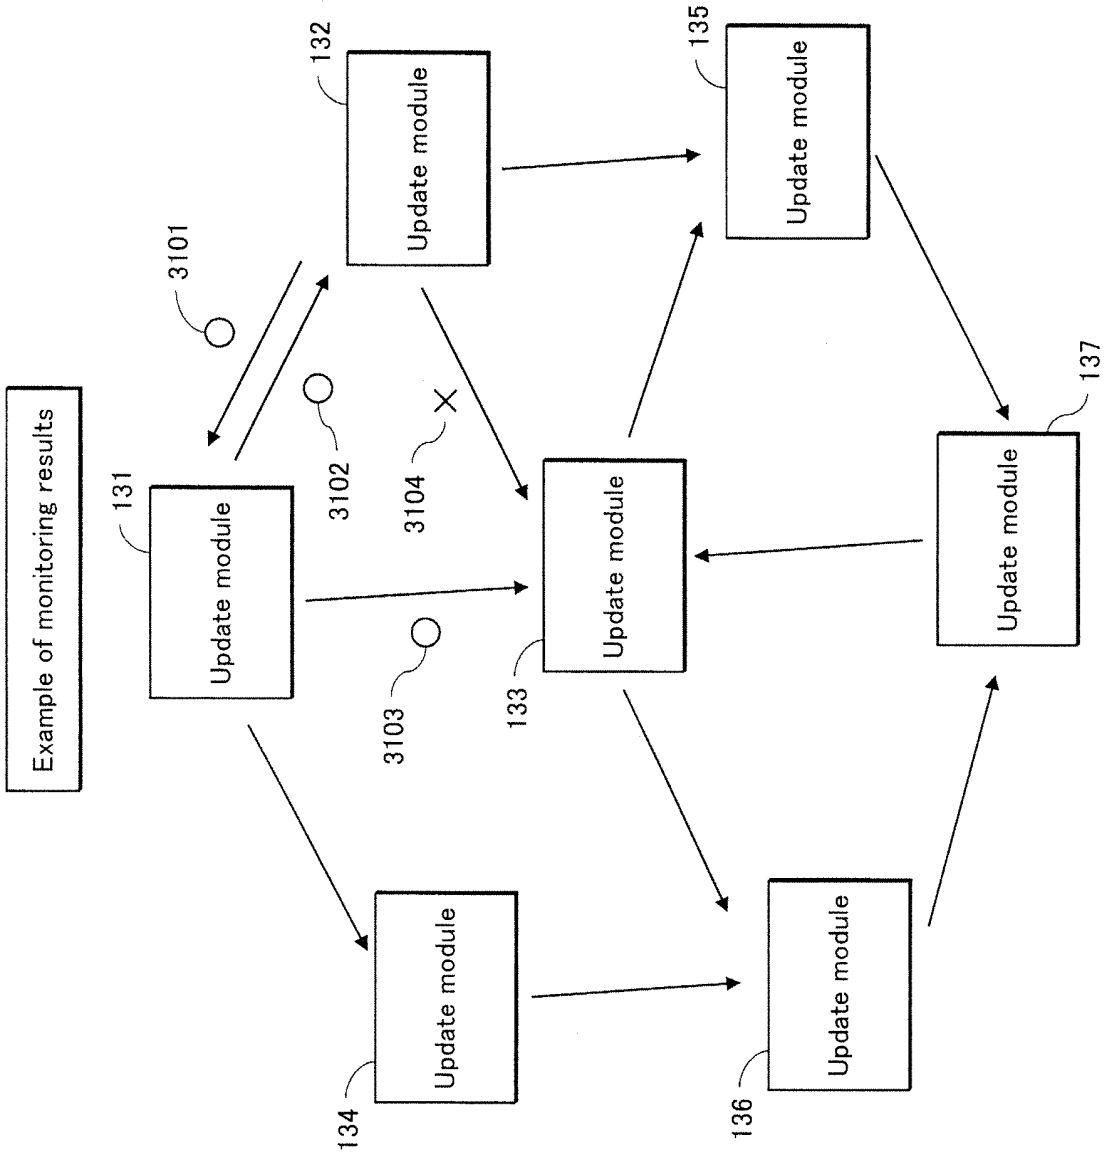 Example of monitoring results
131
Update module
132
Update module
3101
3102
3103
3104
133
Update module
134
Update module
135
Update module
136
Update module
137
Update module